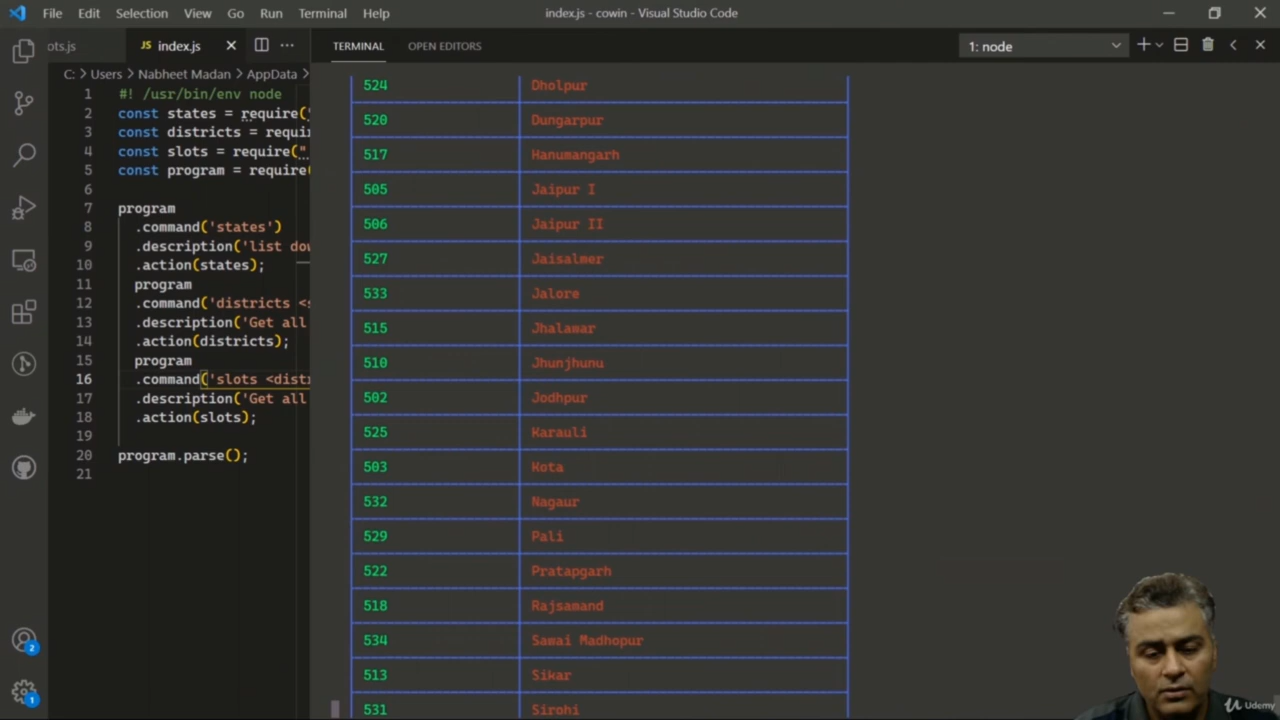 File Edit Selection View Go Run Terminal Help index.js - cowin - Visual Studio Code
ots.js JS index.js TERMINAL OPEN EDITORS 1: node
C: > Users > Nabheet Madan > AppData >
1 #! /usr/bin/env node
2 const states = require(
3 const districts = requi
4 const slots = require("
5 const program = require(
6
7 program
8 .command('states')
9 .description('list dow
10 .action(states);
11 program
12 .command('districts <s
13 .description('Get all
14 .action(districts);
15 program
16 .command('slots <distr
17 .description('Get all
18 .action(slots);
19
20 program.parse();
21
524 Dholpur
520 Dungarpur
517 Hanumangarh
505 Jaipur I
506 Jaipur II
527 Jaisalmer
533 Jalore
515 Jhalawar
510 Jhunjhunu
502 Jodhpur
525 Karauli
503 Kota
532 Nagaur
529 Pali
522 Pratapgarh
518 Rajsamand
534 Sawai Madhopur
513 Sikar
531 Sirohi
2
1
Udemy